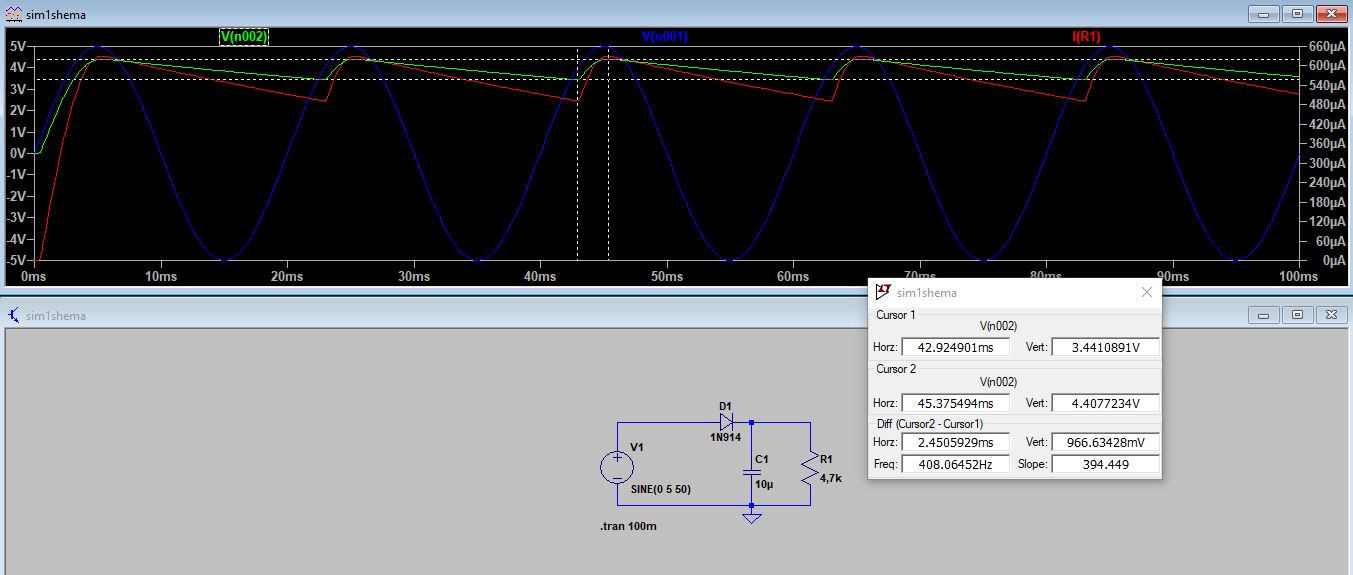 sim1shema
V(n002) V(n001) I(R1)
5V 660µA
4V 600µA
3V 540µA
2V 480µA
1V 420µA
0V 360µA
-1V 300µA
-2V 240µA
-3V 180µA
-4V 120µA
-5V 60µA
0µA
0ms 10ms 20ms 30ms 40ms 50ms 60ms 70ms 80ms 90ms 100ms
sim1shema
sim1shema
Cursor 1
V(n002)
Horz: 42.924901ms Vert: 3.4410891V
Cursor 2
V(n002)
Horz: 45.375494ms Vert: 4.4077234V
Diff (Cursor2 - Cursor1)
Horz: 2.4505929ms Vert: 966.63428mV
Freq: 408.06452Hz Slope: 394.449
D1
1N914
V1
SINE(0 5 50)
C1
10µ
R1
4,7k
.tran 100m